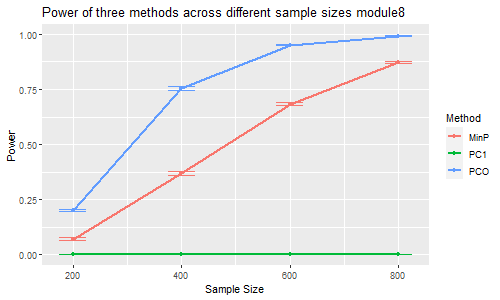 Power of three methods across different sample sizes module8
Power
1.00
0.75
0.50
0.25
0.00
200
400
600
800
Sample Size
Method
MinP
PC1
PCO